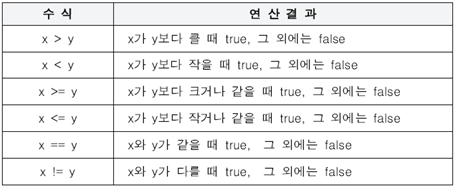 수 식 연 산 결 과
x > y x가 y보다 클 때 true, 그 외에는 false
x < y x가 y보다 작을 때 true, 그 외에는 false
x >= y x가 y보다 크거나 같을 때 true, 그 외에는 false
x <= y x가 y보다 작거나 같을 때 true, 그 외에는 false
x == y x와 y가 같을 때 true, 그 외에는 false
x != y x와 y가 다를 때 true, 그 외에는 false